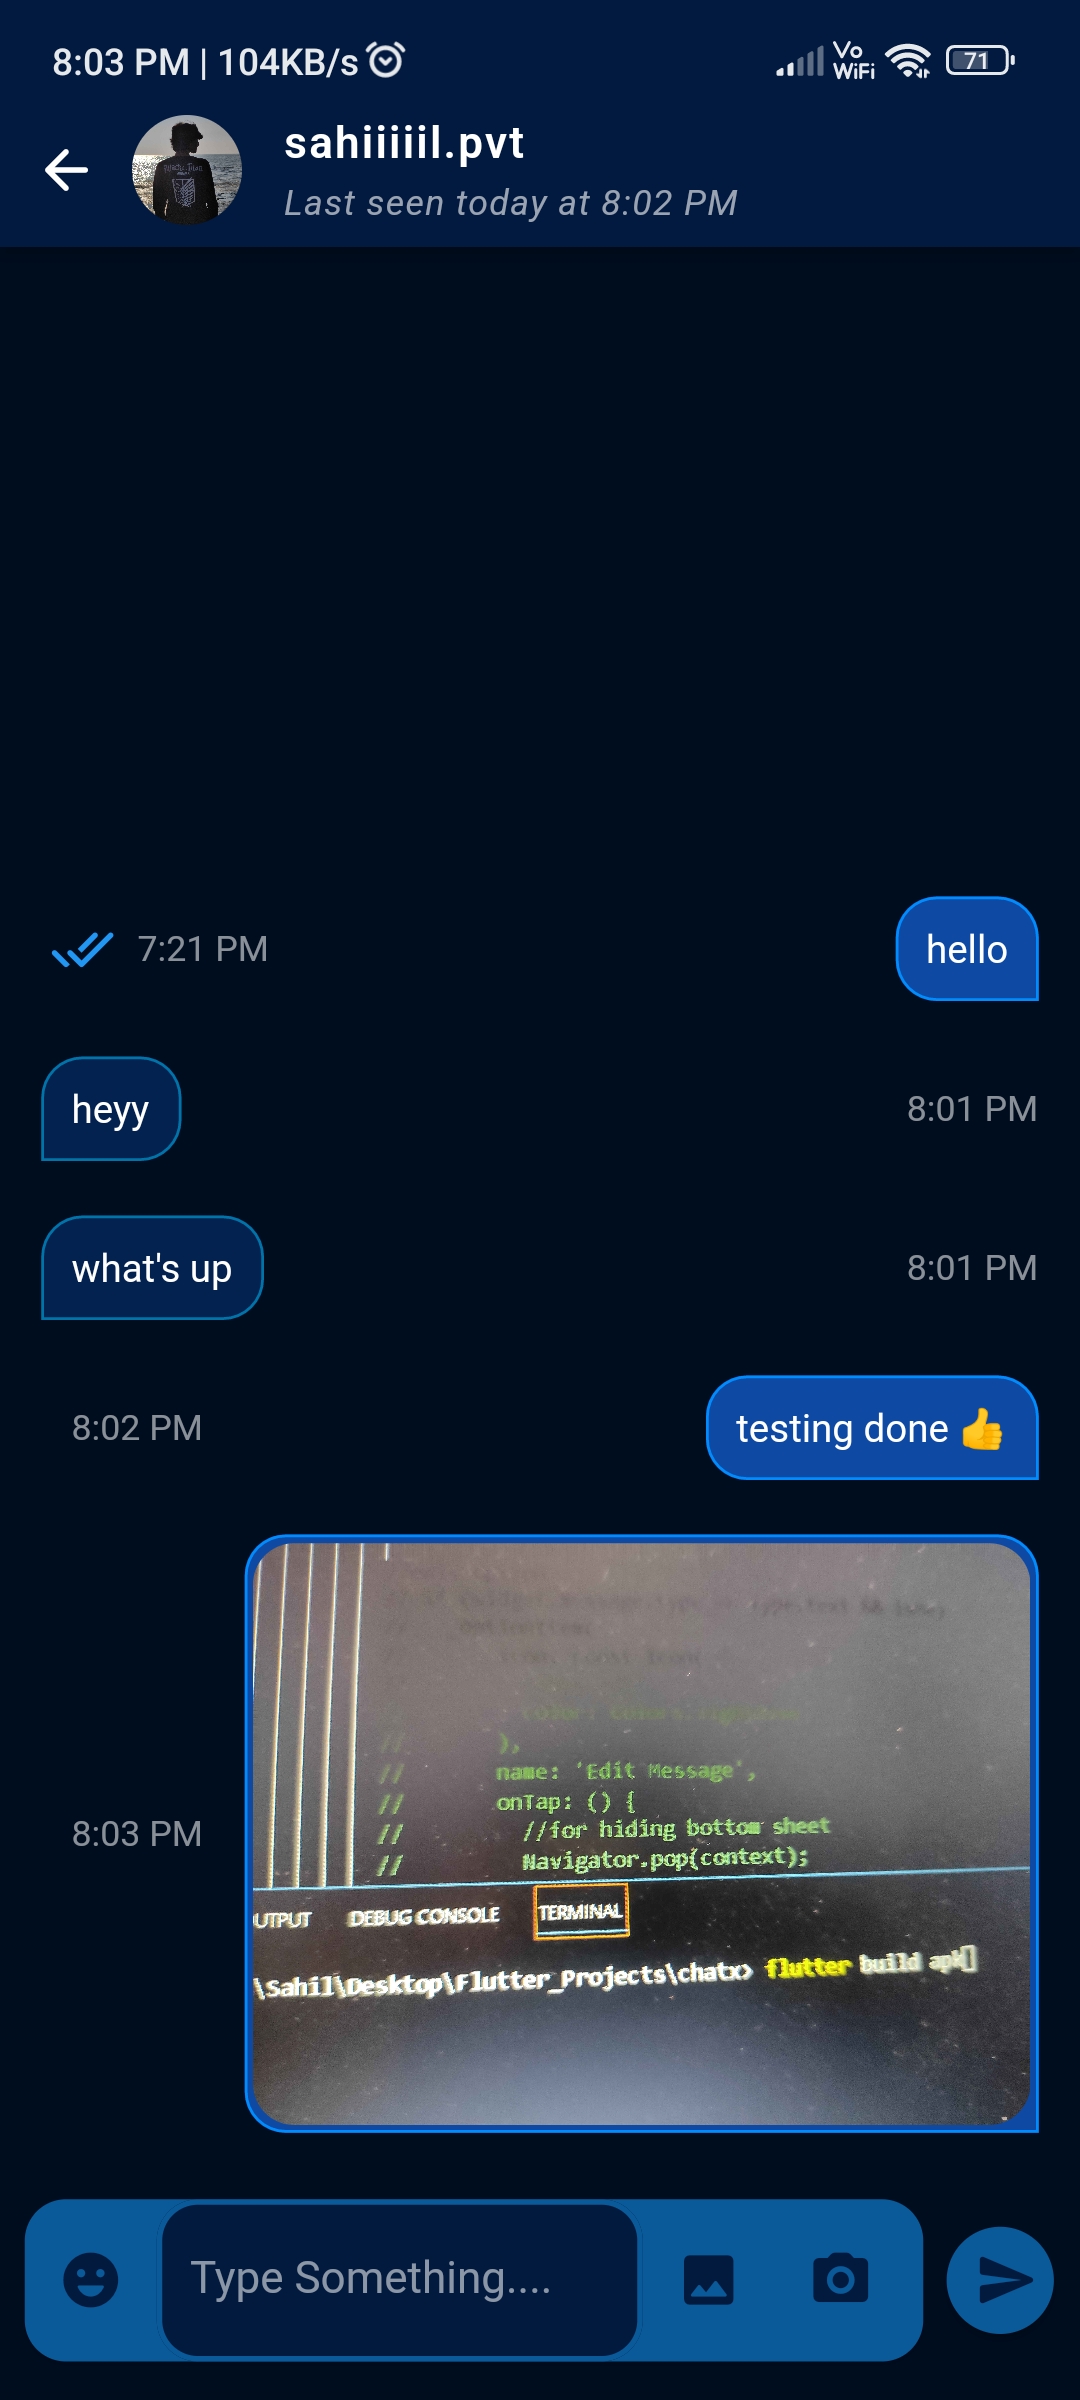 8:03 PM | 104KB/s
Vo
WiFi
71
sahiiiiil.pvt
Last seen today at 8:02 PM
7:21 PM
hello
heyy
8:01 PM
what's up
8:01 PM
8:02 PM
testing done 👍
),
// name: 'Edit Message',
// onTap: () {
// //for hiding bottom sheet
// Navigator.pop(context);
8:03 PM
UTPUT DEBUG CONSOLE TERMINAL
\Sahil\Desktop\Flutter_Projects\chatx> flutter build apk
Type Something....